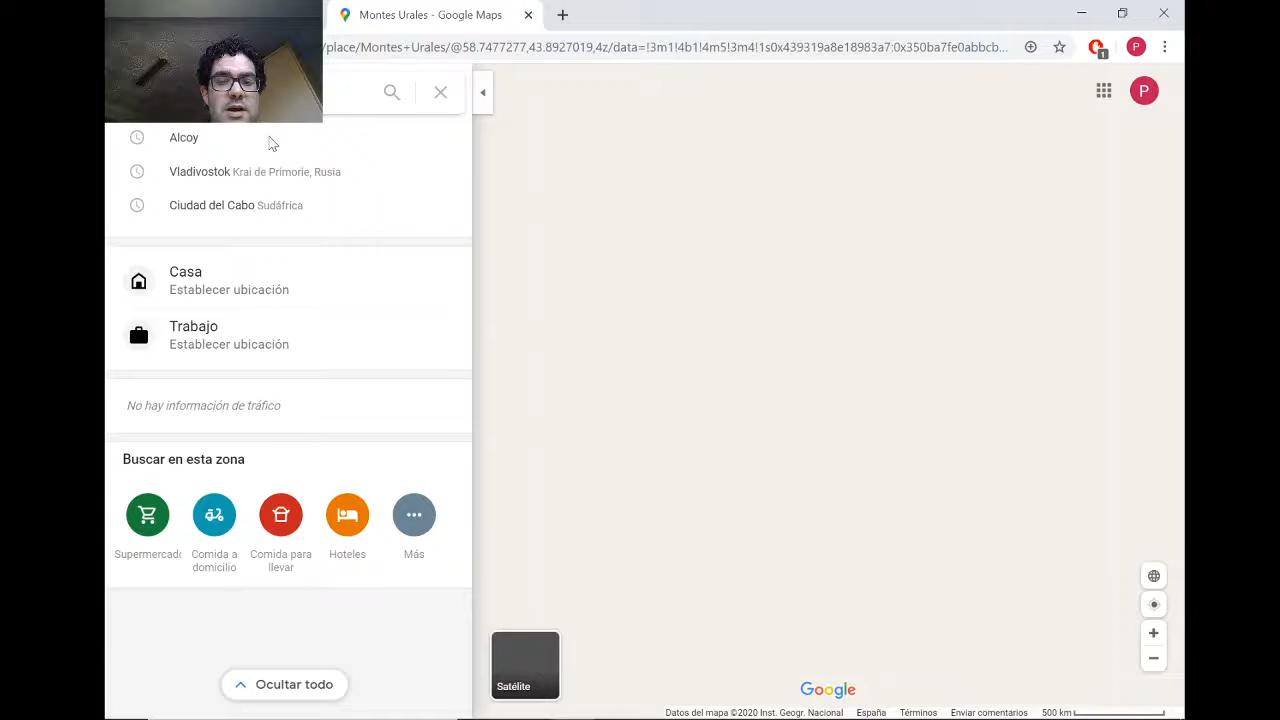 Montes Urales - Google Maps
/place/Montes+Urales/@58.7477277,43.8927019,4z/data=!3m1!4b1!4m5!3m4!1s0x439319a8e18983a7:0x350ba7fe0abbcb...
1
P
P
Alcoy
Vladivostok Krai de Primorie, Rusia
Ciudad del Cabo Sudáfrica
Casa
Establecer ubicación
Trabajo
Establecer ubicación
No hay información de tráfico
Buscar en esta zona
Supermercado
Comida a domicilio
Comida para llevar
Hoteles
Más
Ocultar todo
Satélite
Google
Datos del mapa ©2020 Inst. Geogr. Nacional España Términos Enviar comentarios 500 km